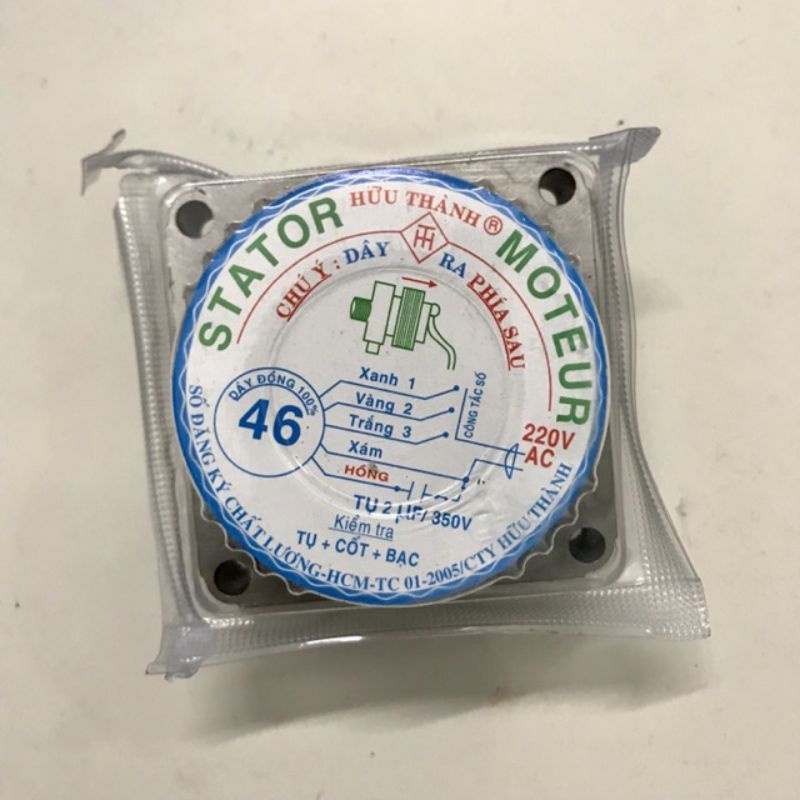 STATOR HỮU THÀNH ® MOTEUR
TH
CHÚ Ý : DÂY RA PHÍA SAU
DÂY ĐỒNG 100%
46
Xanh 1
Vàng 2
Trắng 3
Xám
HỒNG
CÔNG TẮC SỐ
220V
AC
TỤ 2 µF/ 350V
Kiểm tra
TỤ + CỐT + BẠC
SỐ DĂNG KÝ CHẤT LƯỢNG-HCM-TC 01-2005/CTY HỮU THÀNH